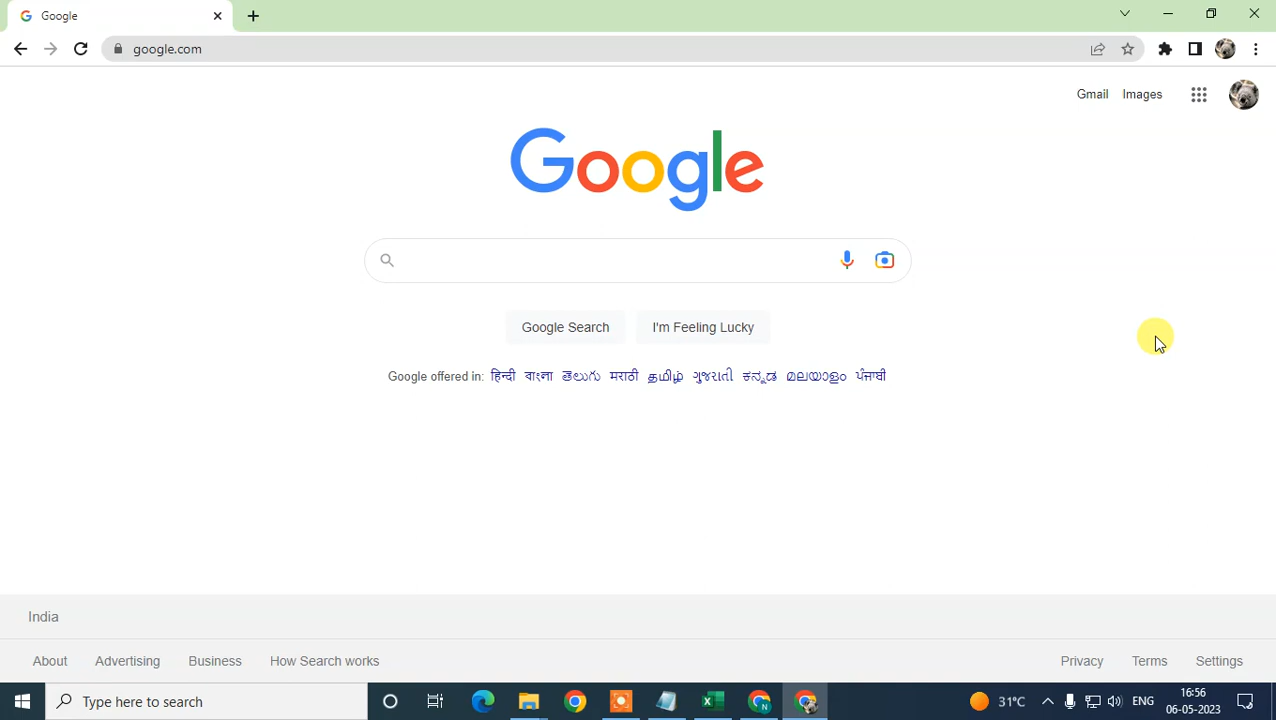 Google
google.com
Gmail Images
Google
Google Search I'm Feeling Lucky
Google offered in: हिन्दी বাংলা తెలుగు मराठी தமிழ் ગુજરાતી ಕನ್ನಡ മലയാളം ਪੰਜਾਬੀ
India
About Advertising Business How Search works Privacy Terms Settings
Type here to search 31°C ENG 16:56
06-05-2023